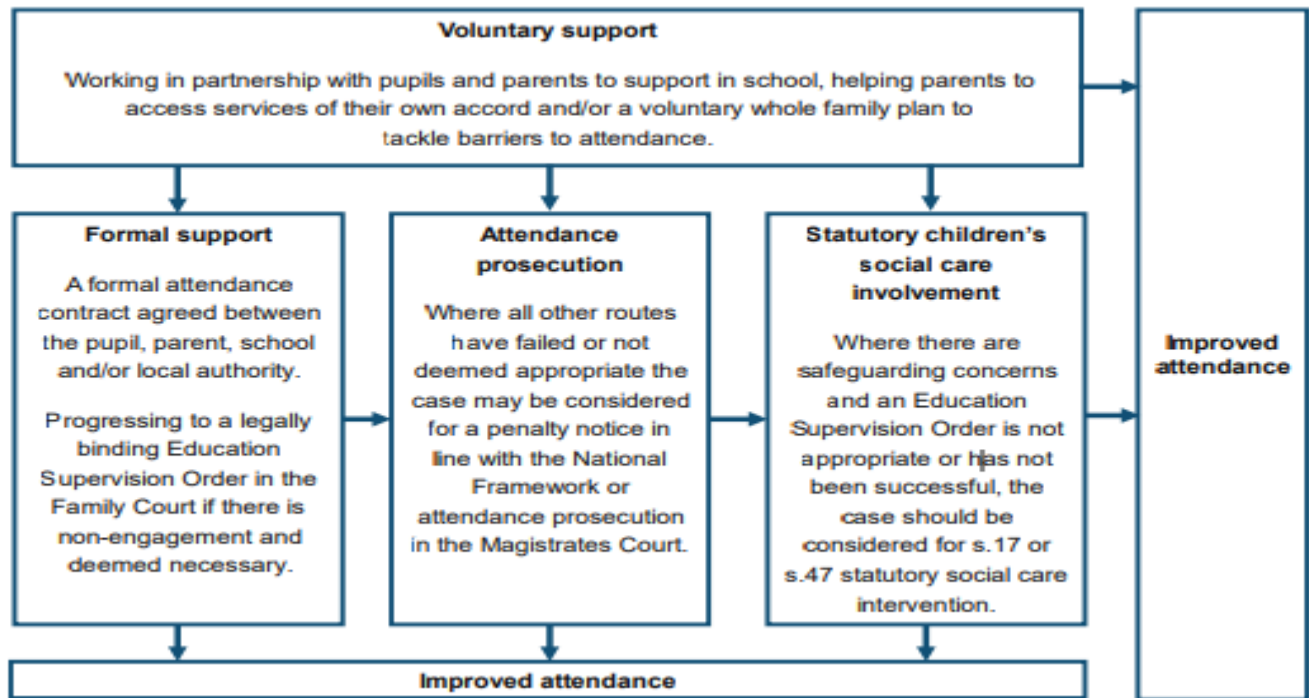 Voluntary support
Working in partnership with pupils and parents to support in school, helping parents to
access services of their own accord and/or a voluntary whole family plan to
tackle barriers to attendance.
Formal support
A formal attendance
contract agreed between
the pupil, parent, school
and/or local authority.
Progressing to a legally
binding Education
Supervision Order in the
Family Court if there is
non-engagement and
deemed necessary.
Attendance
prosecution
Where all other routes
have failed or not
deemed appropriate the
case may be considered
for a penalty notice in
line with the National
Framework or
attendance prosecution
in the Magistrates Court.
Statutory children's
social care
involvement
Where there are
safeguarding concerns
and an Education
Supervision Order is not
appropriate or has not
been successful, the
case should be
considered for s.17 or
s.47 statutory social care
intervention.
Improved
attendance
Improved attendance